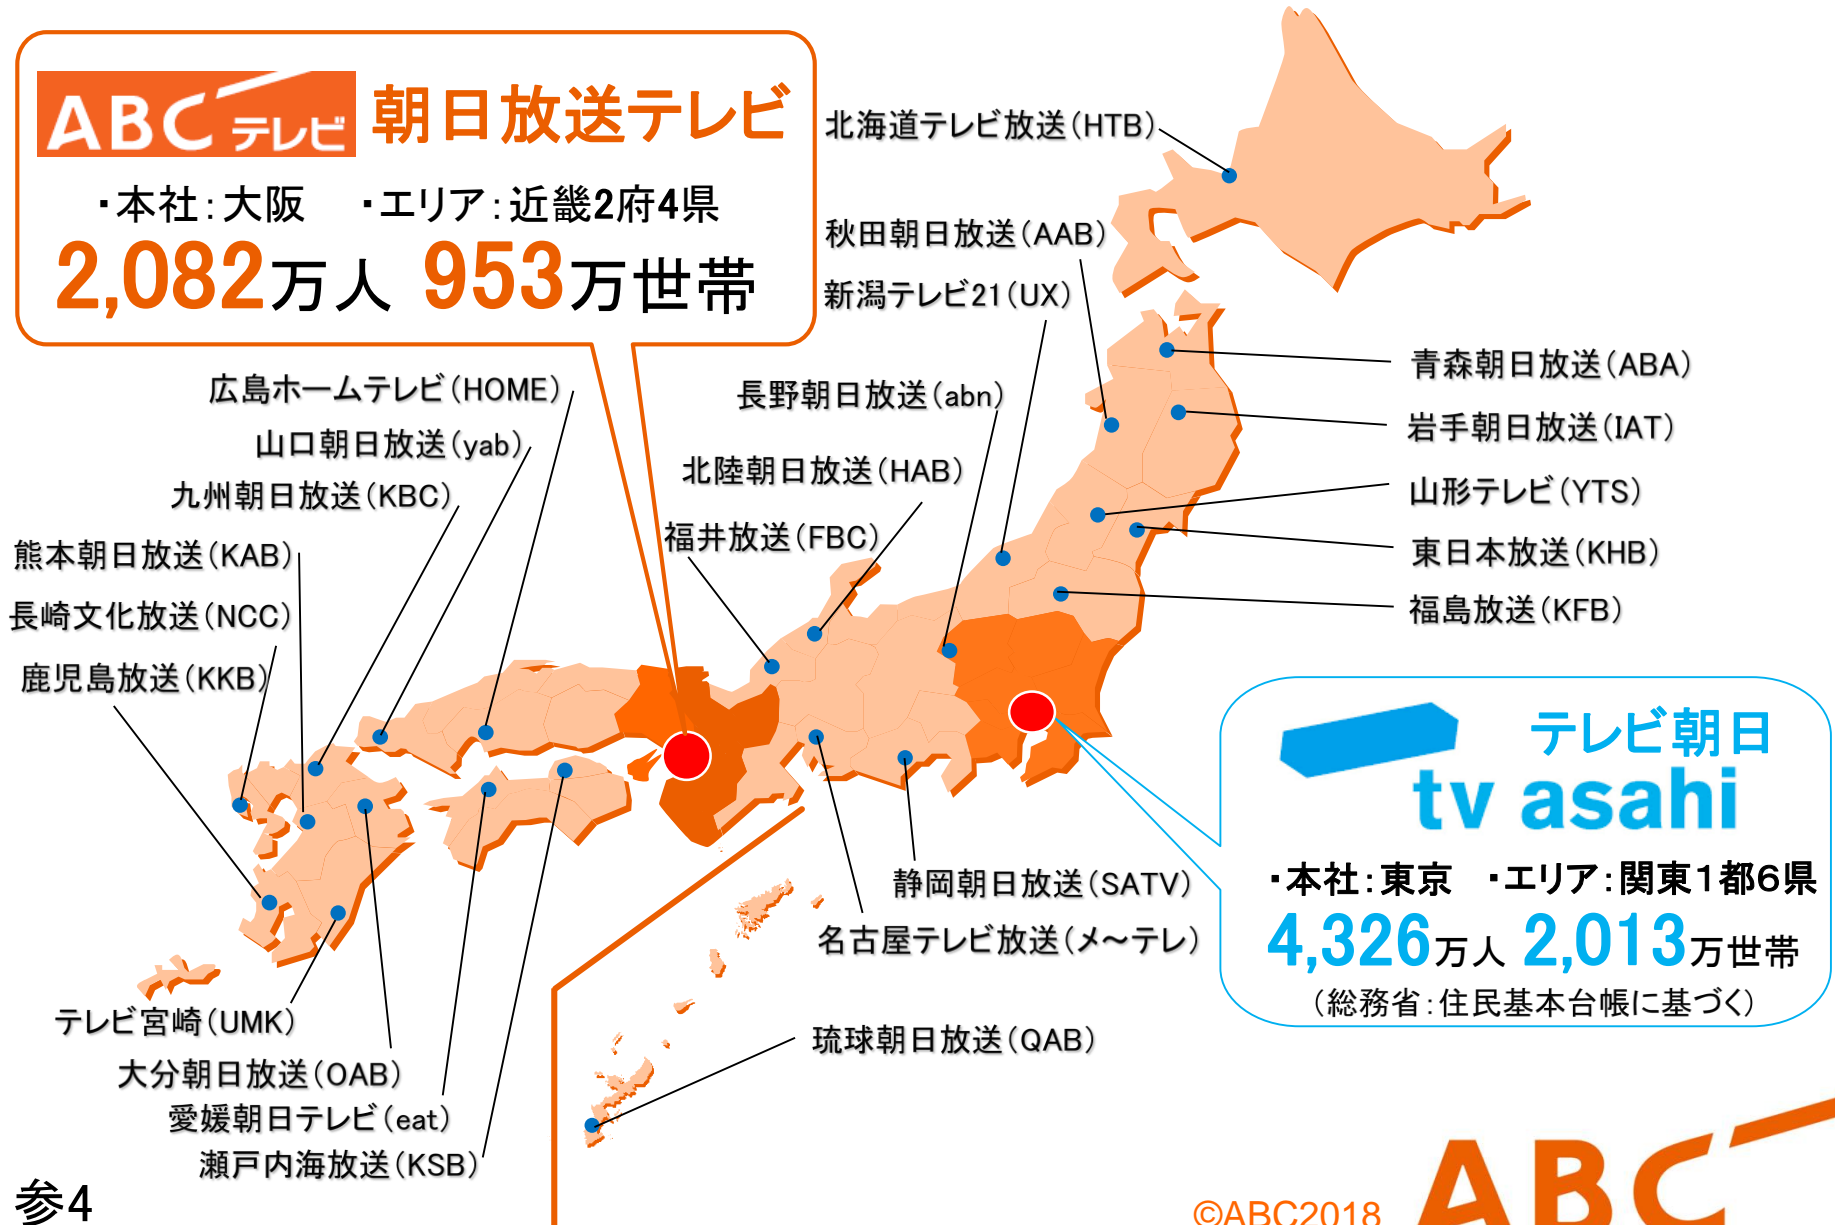 ABCテレビ 朝日放送テレビ
・本社：大阪　・エリア：近畿2府4県
2,082万人 953万世帯
北海道テレビ放送（HTB）
秋田朝日放送（AAB）
新潟テレビ21（UX）
長野朝日放送（abn）
北陸朝日放送（HAB）
福井放送（FBC）
広島ホームテレビ（HOME）
山口朝日放送（yab）
九州朝日放送（KBC）
熊本朝日放送（KAB）
長崎文化放送（NCC）
鹿児島放送（KKB）
青森朝日放送（ABA）
岩手朝日放送（IAT）
山形テレビ（YTS）
東日本放送（KHB）
福島放送（KFB）
テレビ朝日
tv asahi
・本社：東京　・エリア：関東１都６県
4,326万人 2,013万世帯
（総務省：住民基本台帳に基づく）
静岡朝日放送（SATV）
名古屋テレビ放送（メ～テレ）
琉球朝日放送（QAB）
テレビ宮崎（UMK）
大分朝日放送（OAB）
愛媛朝日テレビ（eat）
瀬戸内海放送（KSB）
参4
©ABC2018
ABC